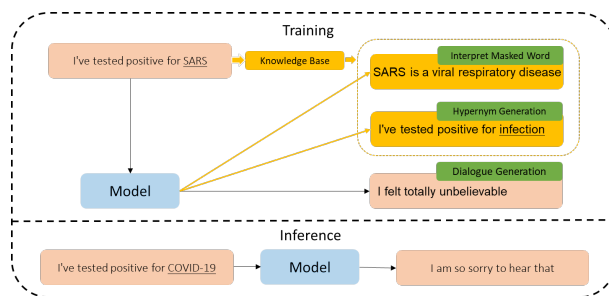 Training
Interpret Masked Word
I've tested positive for SARS
Knowledge Base
SARS is a viral respiratory disease
Hypernym Generation
I've tested positive for infection
Dialogue Generation
Model
I felt totally unbelievable
Inference
I've tested positive for COVID-19
Model
I am so sorry to hear that